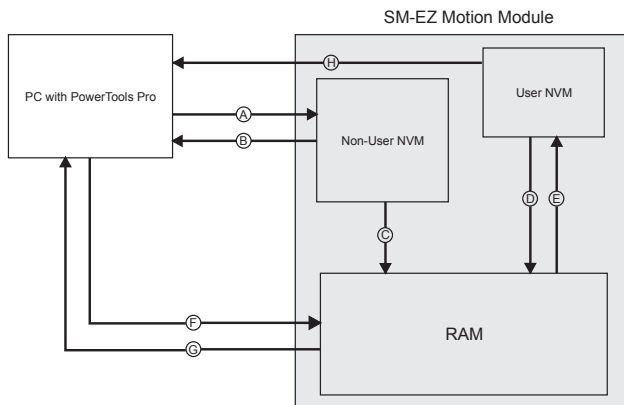 SM-EZ Motion Module
H
User NVM
PC with PowerTools Pro
A
B
Non-User NVM
D
E
C
F
RAM
G